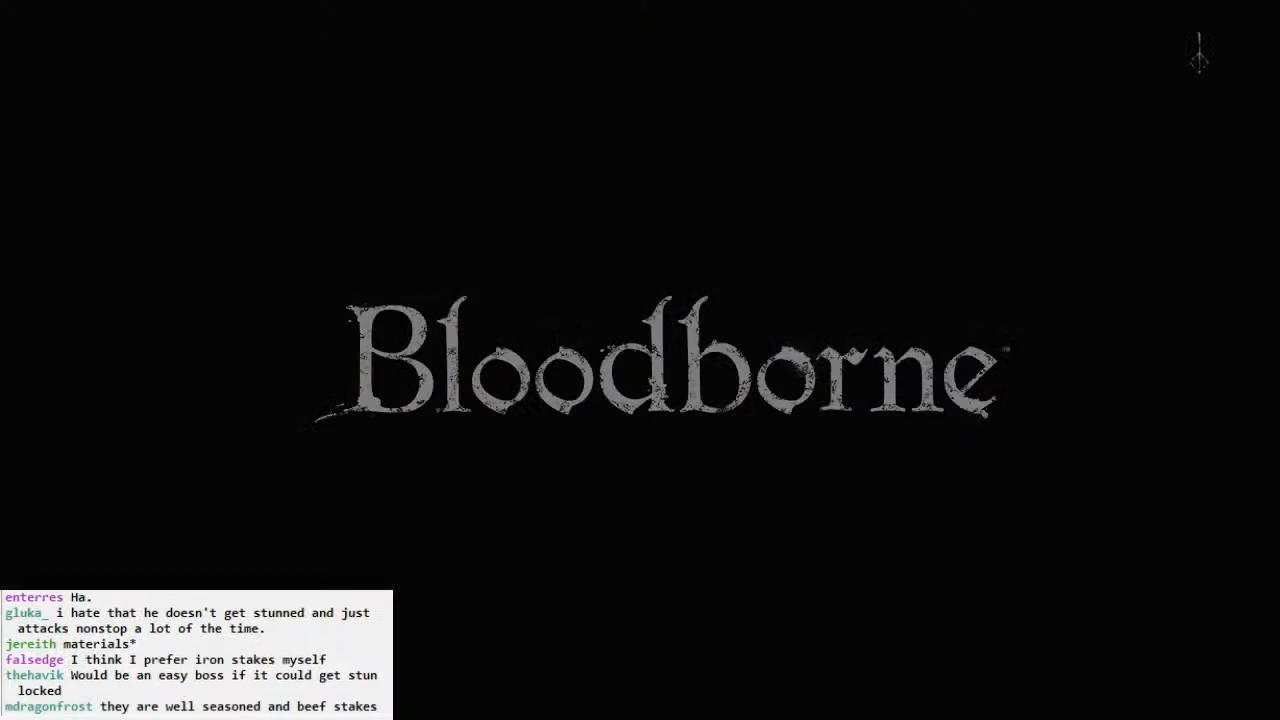 Bloodborne™
enterres Ha.
gluka_ i hate that he doesn't get stunned and just
attacks nonstop a lot of the time.
jereith materials*
falsedge I think I prefer iron stakes myself
thehavik Would be an easy boss if it could get stun
locked
mdragonfrost they are well seasoned and beef stakes